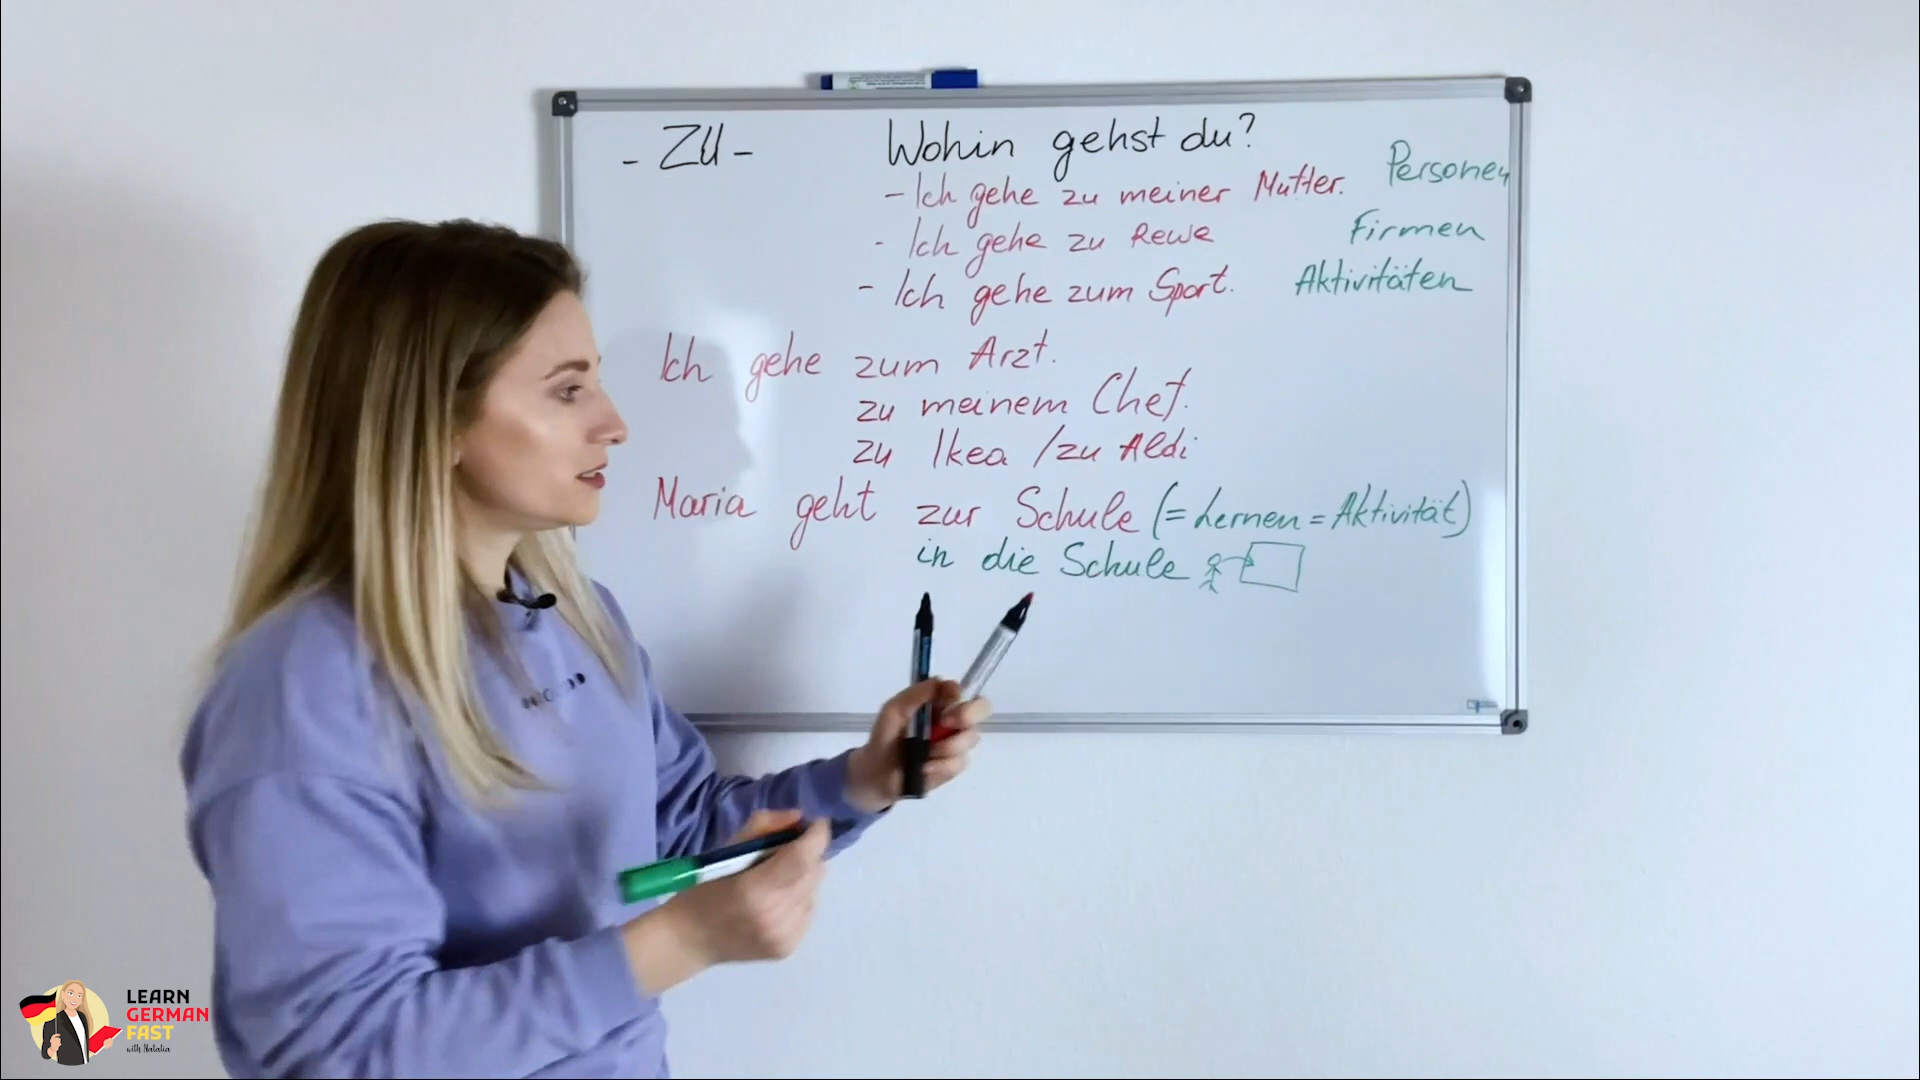 - ZU -
Wohin gehst du?
- Ich gehe zu meiner Mutter. Personen
- Ich gehe zu Rewe Firmen
- Ich gehe zum Sport. Aktivitäten
Ich gehe zum Arzt.
zu meinem Chef.
zu Ikea / zu Aldi
Maria geht zur Schule (= Lernen = Aktivität)
in die Schule
LEARN
GERMAN
FAST
with Natalia